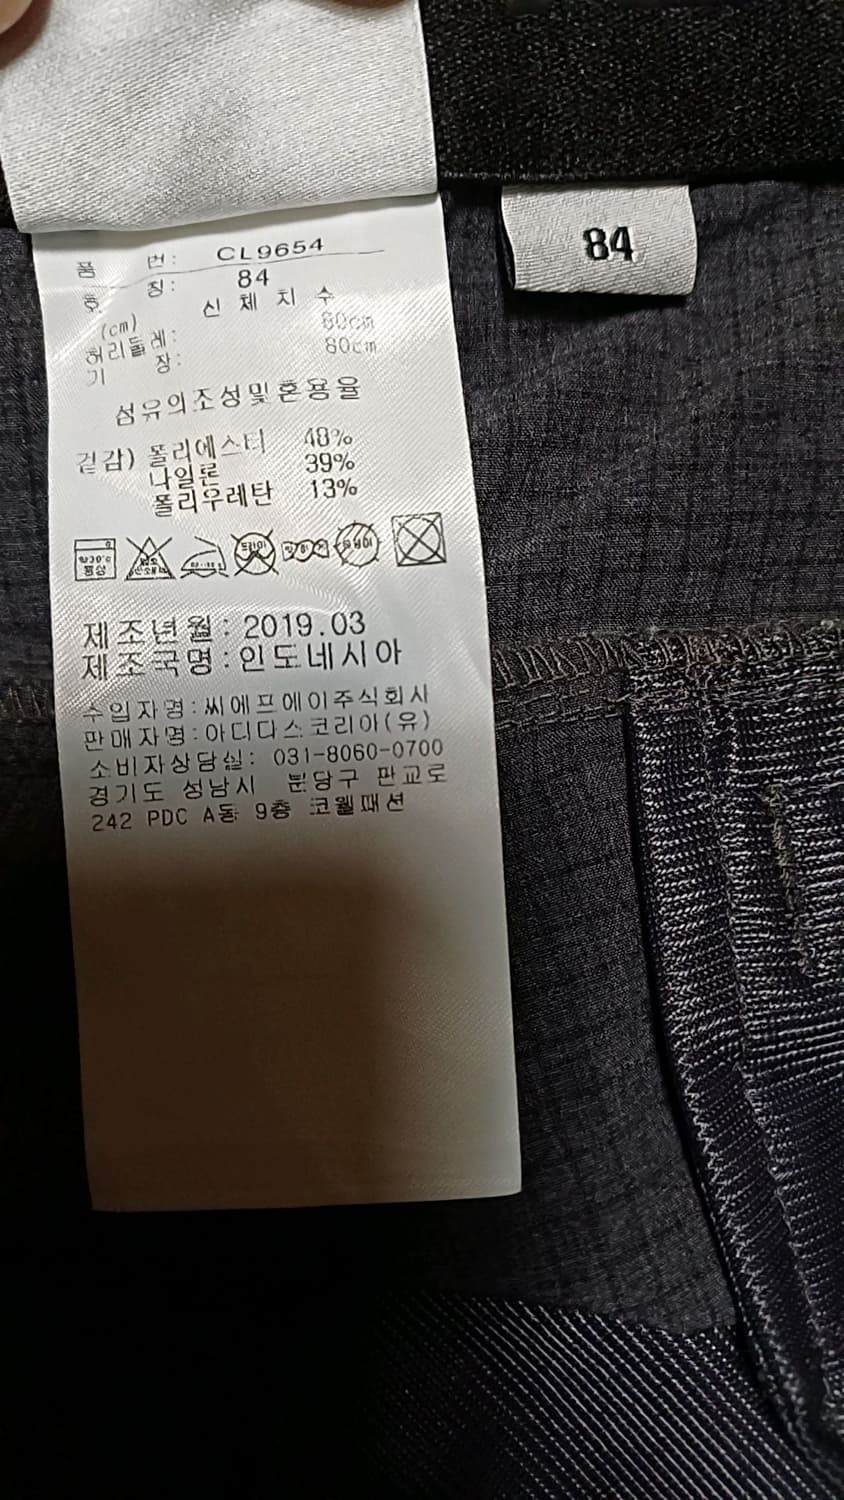 84
품 번: CL9654
호 칭: 84
신 체 치 수
(cm)
허리둘레: 80cm
기 장: 80cm
섬유의조성및혼용율
겉감) 폴리에스터 48%
나일론 39%
폴리우레탄 13%
드라이
제조년월: 2019.03
제조국명:인도네시아
수입자명:씨에프에이주식회사
판매자명:아디다스코리아(유)
소비자상담실: 031-8060-0700
경기도 성남시 분당구 판교로
242 PDC A동 9층 코웰패션